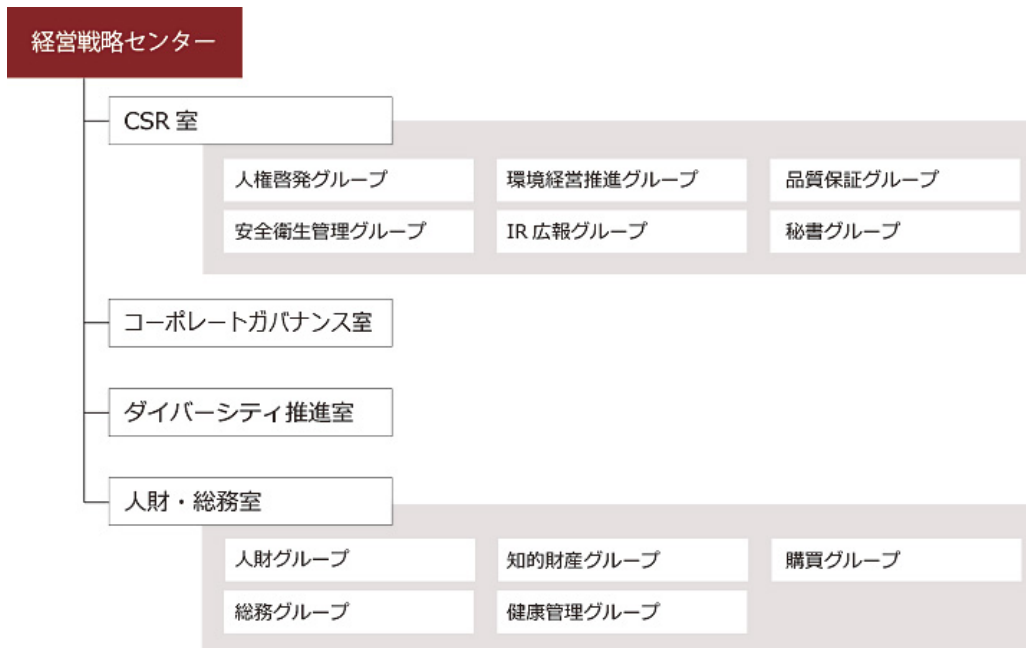 経営戦略センター
CSR 室
人権啓発グループ
環境経営推進グループ
品質保証グループ
安全衛生管理グループ
IR 広報グループ
秘書グループ
コーポレートガバナンス室
ダイバーシティ推進室
人財・総務室
人財グループ
知的財産グループ
購買グループ
総務グループ
健康管理グループ